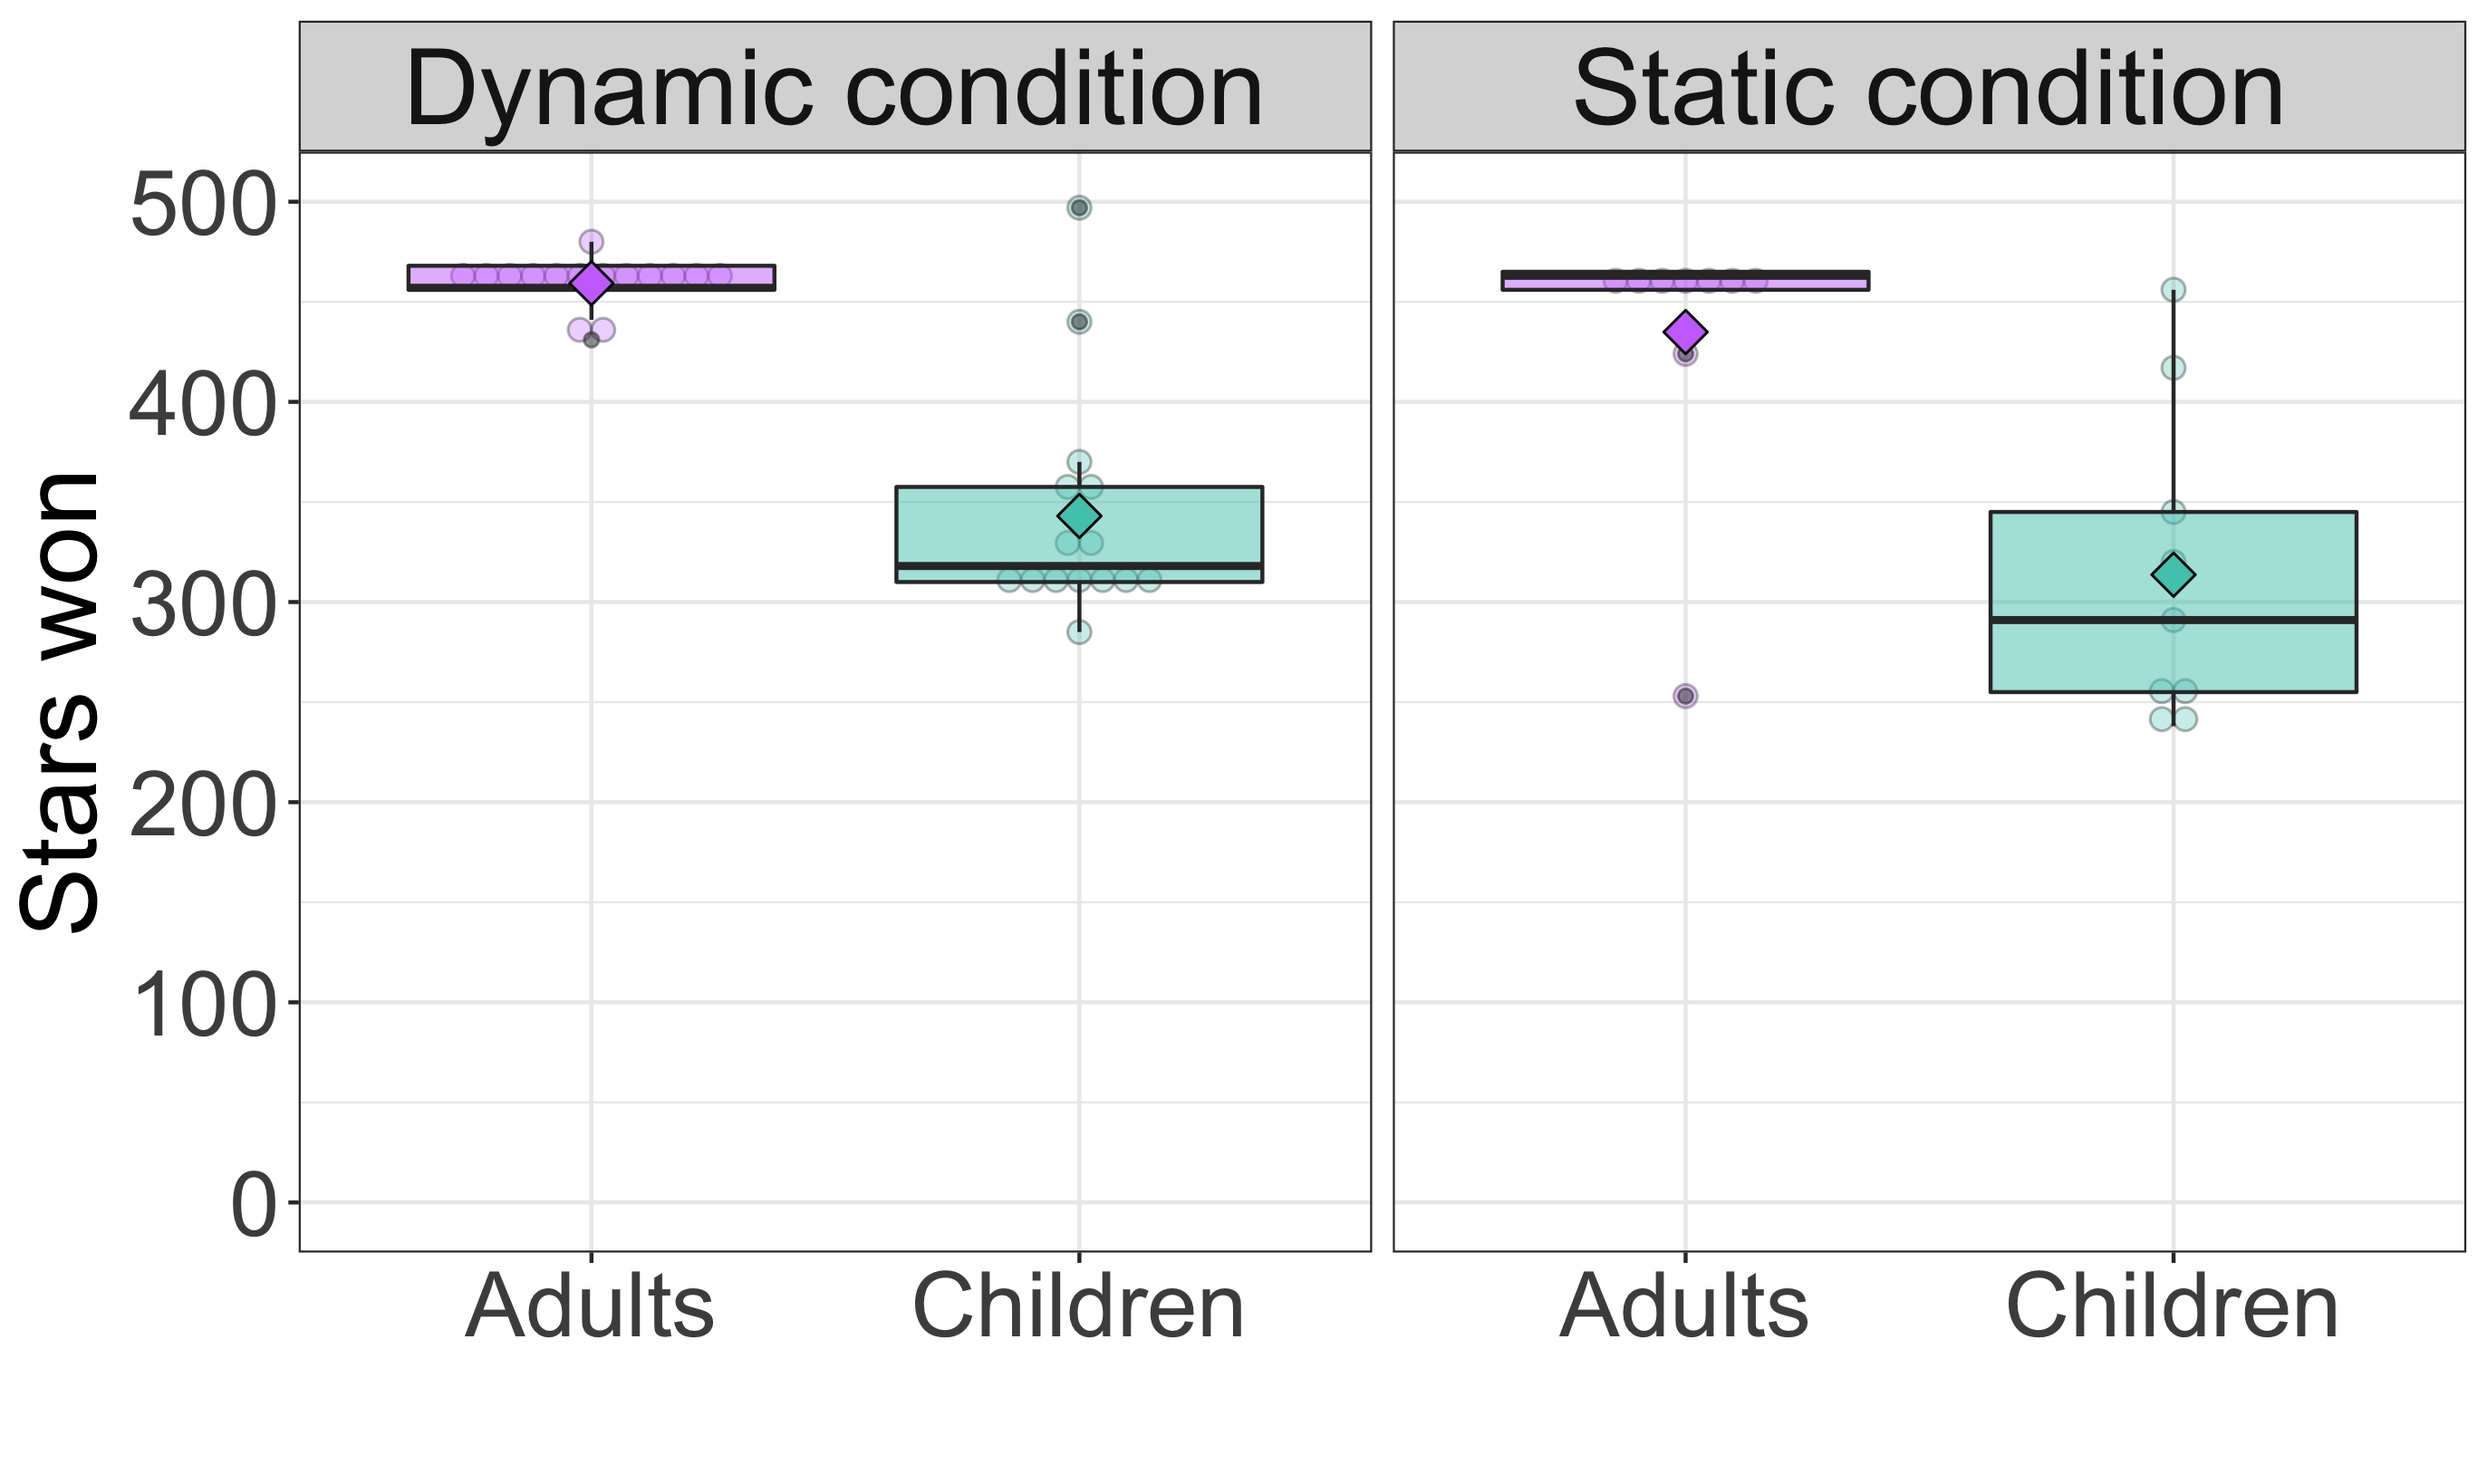 Dynamic condition
Static condition
Stars won
500
400
300
200
100
0
Adults
Children
Adults
Children